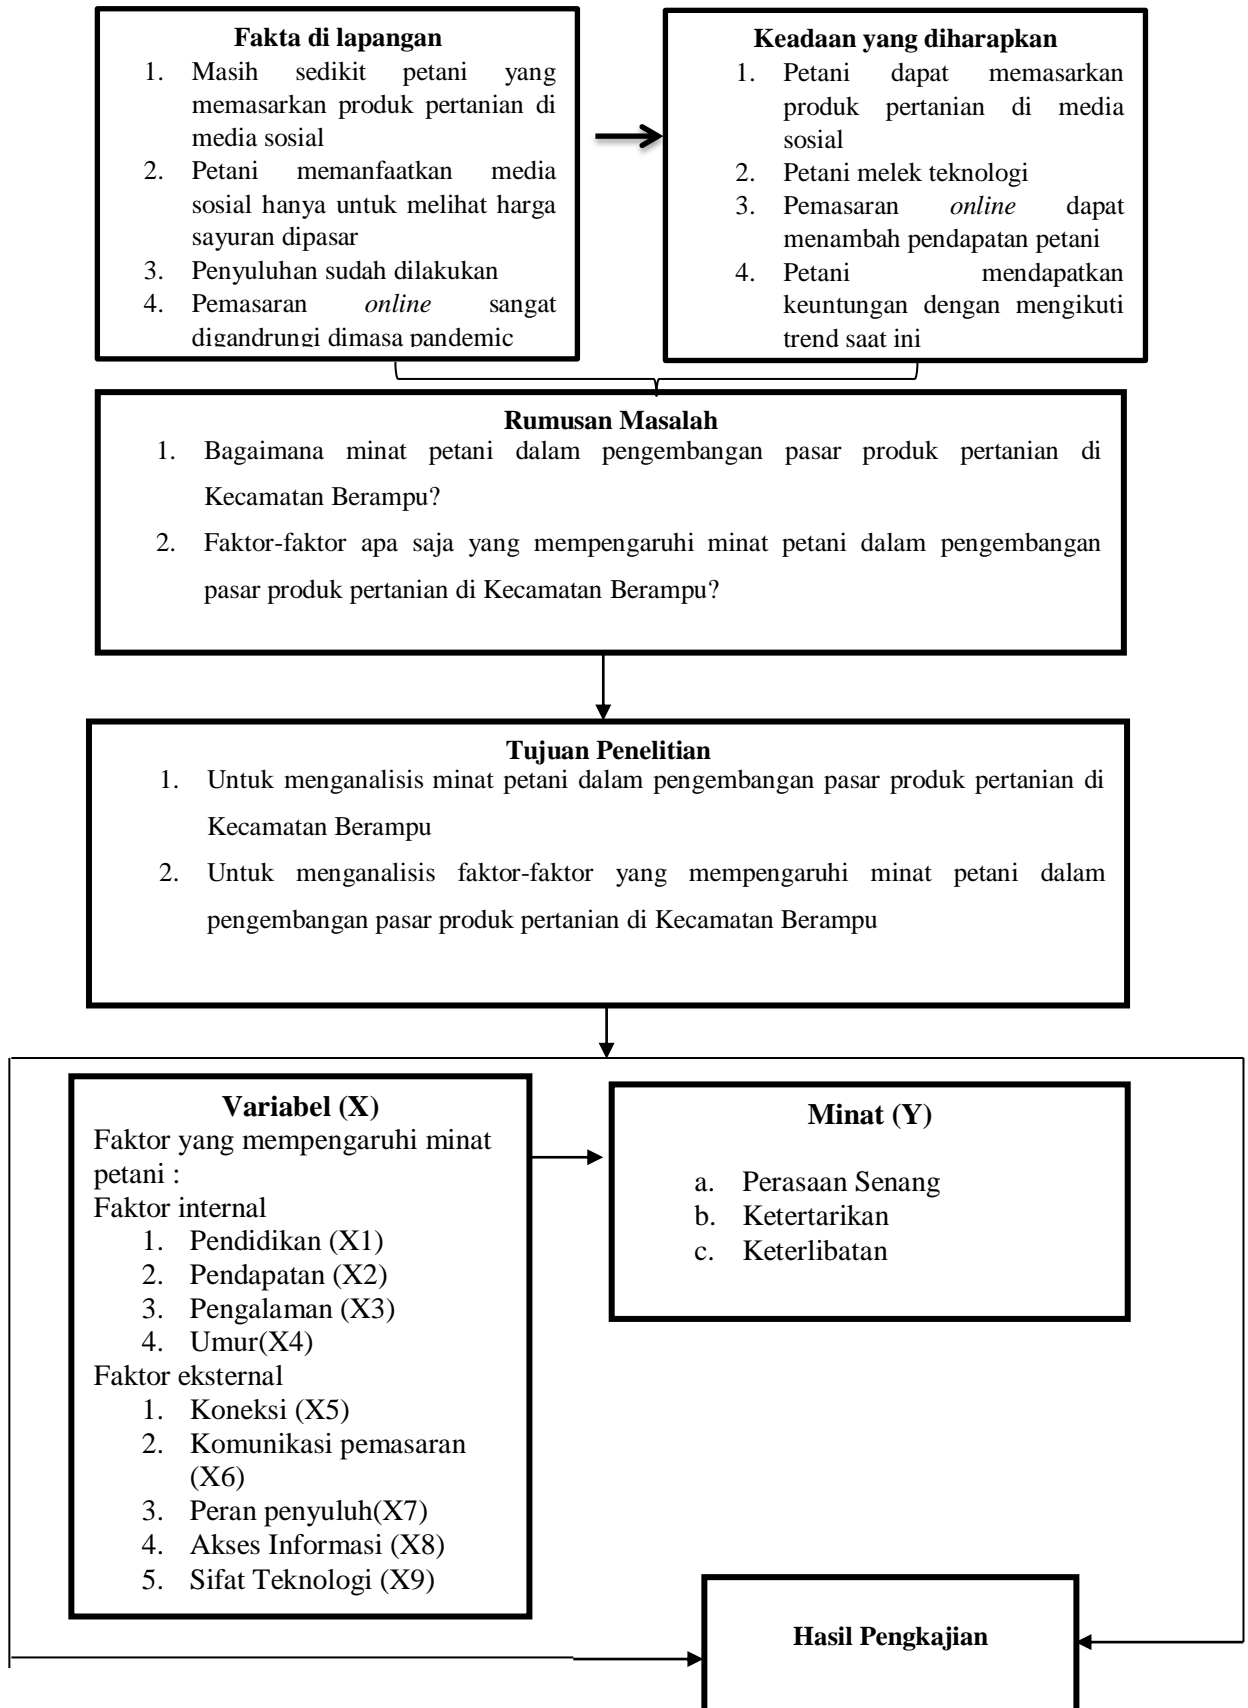 Fakta di lapangan
1. Masih sedikit petani yang
memasarkan produk pertanian di
media sosial
2. Petani memanfaatkan media
sosial hanya untuk melihat harga
sayuran dipasar
3. Penyuluhan sudah dilakukan
4. Pemasaran online sangat
digandrungi dimasa pandemic
Keadaan yang diharapkan
1. Petani dapat memasarkan
produk pertanian di media
sosial
2. Petani melek teknologi
3. Pemasaran online dapat
menambah pendapatan petani
4. Petani mendapatkan
keuntungan dengan mengikuti
trend saat ini
Rumusan Masalah
1. Bagaimana minat petani dalam pengembangan pasar produk pertanian di
Kecamatan Berampu?
2. Faktor-faktor apa saja yang mempengaruhi minat petani dalam pengembangan
pasar produk pertanian di Kecamatan Berampu?
Tujuan Penelitian
1. Untuk menganalisis minat petani dalam pengembangan pasar produk pertanian di
Kecamatan Berampu
2. Untuk menganalisis faktor-faktor yang mempengaruhi minat petani dalam
pengembangan pasar produk pertanian di Kecamatan Berampu
Variabel (X)
Faktor yang mempengaruhi minat
petani :
Faktor internal
1. Pendidikan (X1)
2. Pendapatan (X2)
3. Pengalaman (X3)
4. Umur(X4)
Faktor eksternal
1. Koneksi (X5)
2. Komunikasi pemasaran
(X6)
3. Peran penyuluh(X7)
4. Akses Informasi (X8)
5. Sifat Teknologi (X9)
Minat (Y)
a. Perasaan Senang
b. Ketertarikan
c. Keterlibatan
Hasil Pengkajian